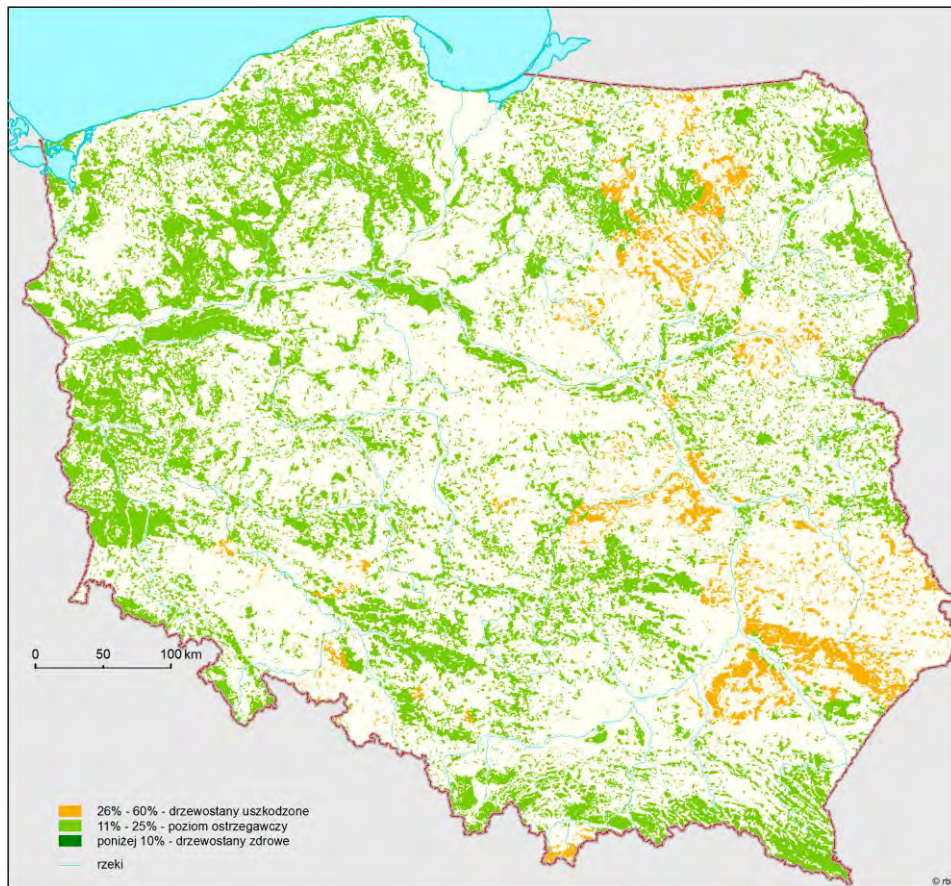 0 50 100 km
26% - 60% - drzewostany uszkodzone
11% - 25% - poziom ostrzegawczy
poniżej 10% - drzewostany zdrowe
rzeki